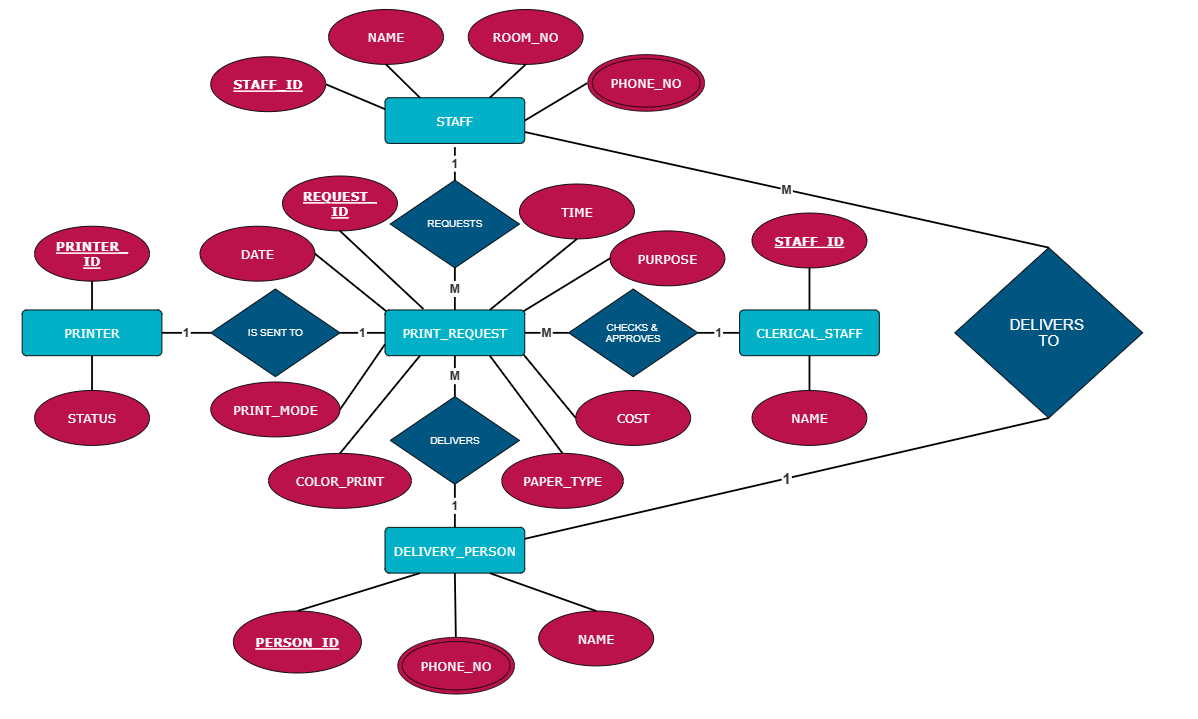 NAME
ROOM_NO
STAFF_ID
PHONE_NO
STAFF
1
M
REQUEST_
ID
REQUESTS
TIME
PRINTER_
ID
DATE
PURPOSE
STAFF_ID
M
PRINTER
1
IS SENT TO
1
PRINT_REQUEST
M
CHECKS &
APPROVES
1
CLERICAL_STAFF
DELIVERS
TO
M
STATUS
PRINT_MODE
DELIVERS
COST
NAME
COLOR_PRINT
PAPER_TYPE
1
1
DELIVERY_PERSON
PERSON_ID
PHONE_NO
NAME